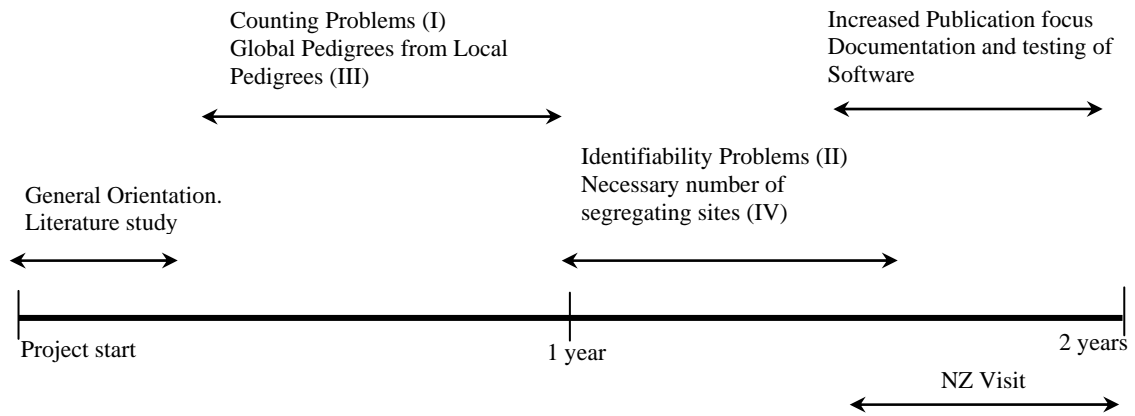 Counting Problems (I)
Global Pedigrees from Local
Pedigrees (III)
Increased Publication focus
Documentation and testing of
Software
General Orientation.
Literature study
Identifiability Problems (II)
Necessary number of
segregating sites (IV)
Project start
1 year
2 years
NZ Visit